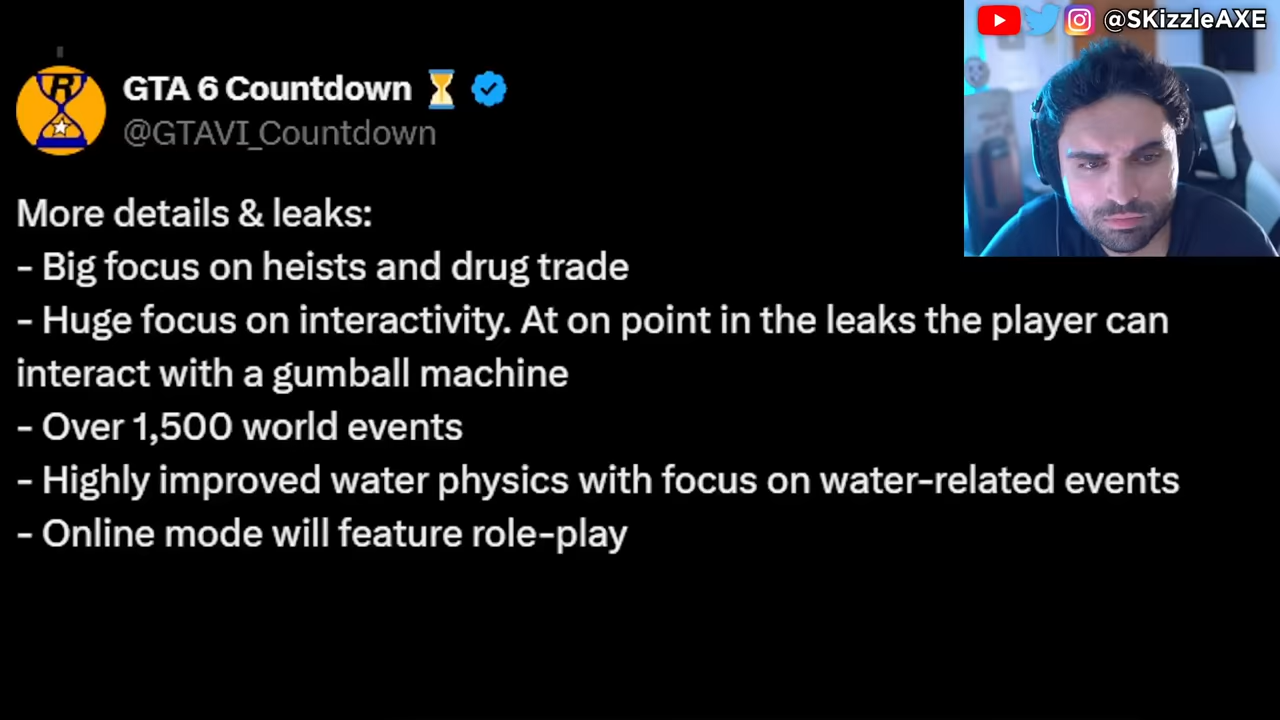 @SKizzleAXE
GTA 6 Countdown ⏳
@GTAVI_Countdown
More details & leaks:
- Big focus on heists and drug trade
- Huge focus on interactivity. At on point in the leaks the player can
interact with a gumball machine
- Over 1,500 world events
- Highly improved water physics with focus on water-related events
- Online mode will feature role-play